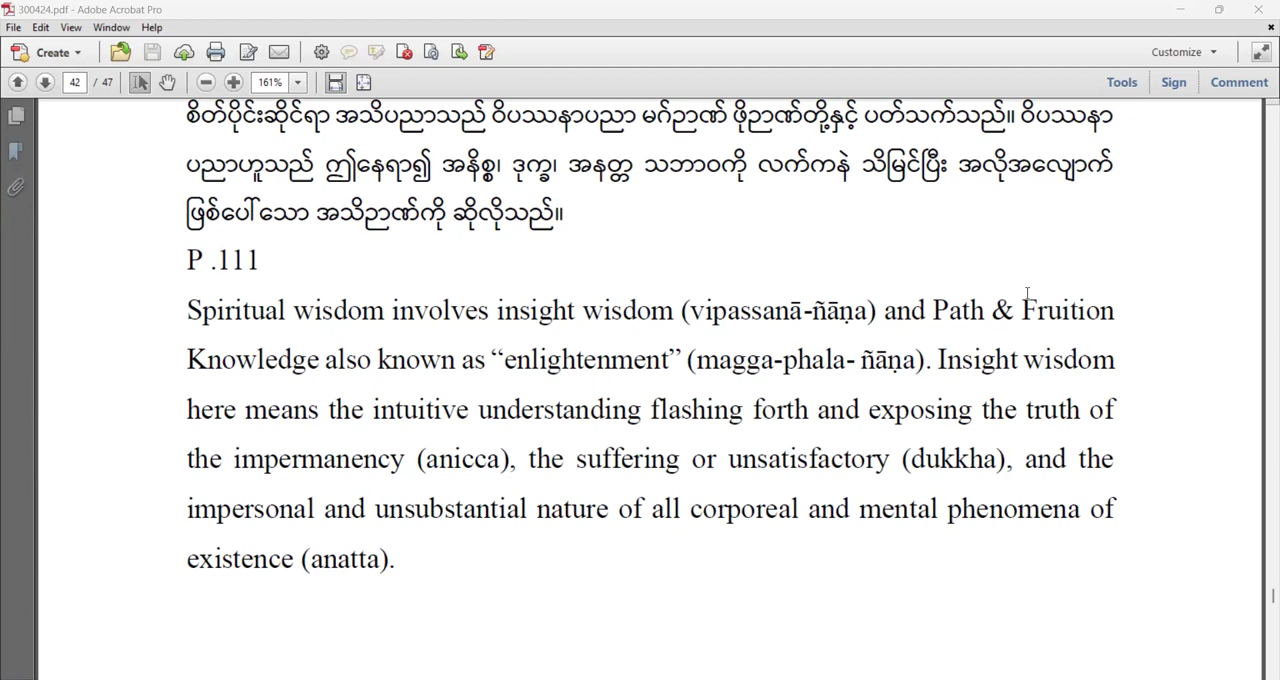 300424.pdf - Adobe Acrobat Pro
File Edit View Window Help
Create Customize
42 / 47 161% Tools Sign Comment
စိတ်ပိုင်းဆိုင်ရာ အသိပညာသည် ဝိပဿနာပညာ မဂ်ဉာဏ် ဖိုဉာဏ်တို့နှင့် ပတ်သက်သည်။ ဝိပဿနာ
ပညာဟူသည် ဤနေရာ၌ အနိစ္စ၊ ဒုက္ခ၊ အနတ္တ သဘာဝကို လက်ကနဲ သိမြင်ပြီး အလိုအလျောက်
ဖြစ်ပေါ်သော အသိဉာဏ်ကို ဆိုလိုသည်။
P .111
Spiritual wisdom involves insight wisdom (vipassanā-ñāṇa) and Path & Fruition
Knowledge also known as “enlightenment” (magga-phala- ñāṇa). Insight wisdom
here means the intuitive understanding flashing forth and exposing the truth of
the impermanency (anicca), the suffering or unsatisfactory (dukkha), and the
impersonal and unsubstantial nature of all corporeal and mental phenomena of
existence (anatta).